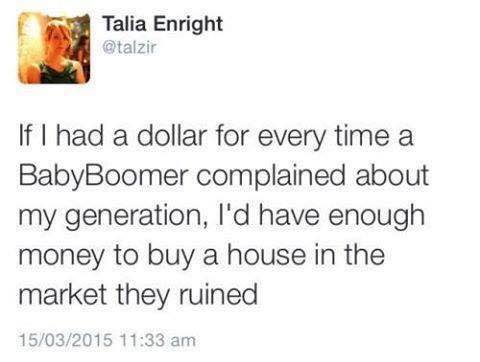 Talia Enright
@talzir
If I had a dollar for every time a
BabyBoomer complained about
my generation, I'd have enough
money to buy a house in the
market they ruined
15/03/2015 11:33 am